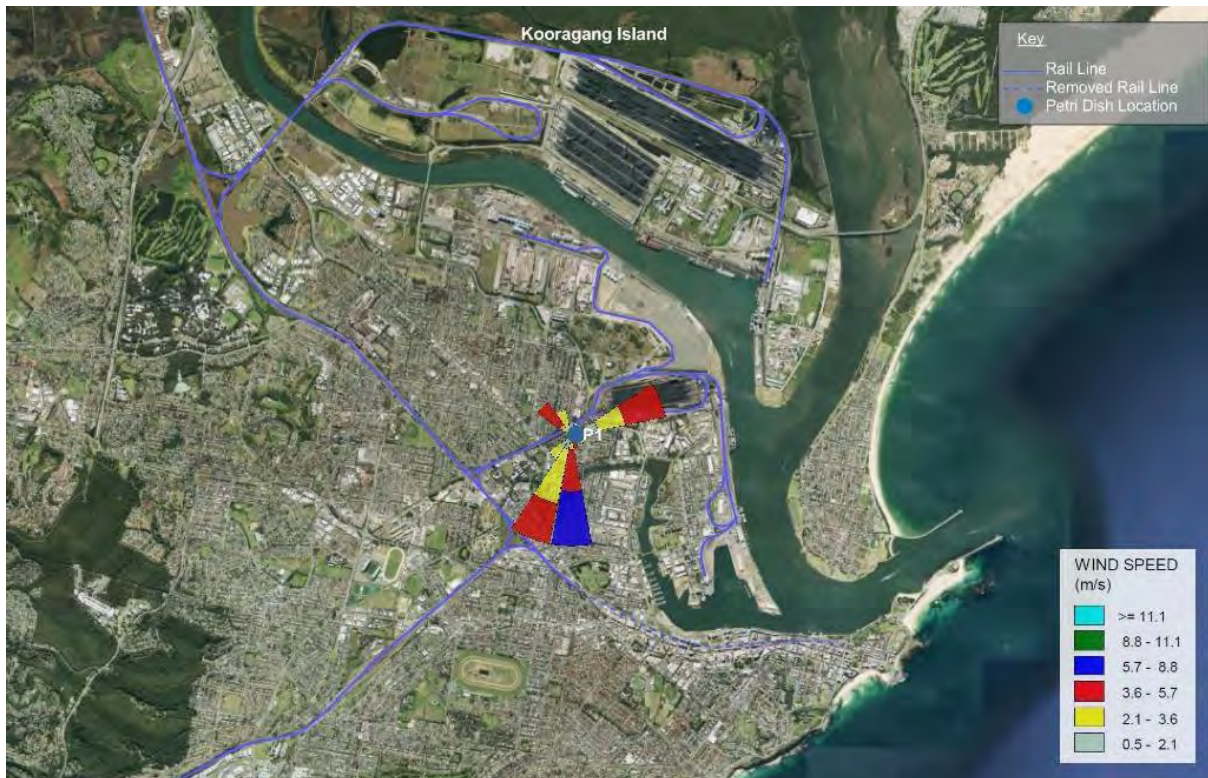 Kooragang Island
Key
Rail Line
Removed Rail Line
Petri Dish Location
P1
WIND SPEED
(m/s)
>= 11.1
8.8 - 11.1
5.7 - 8.8
3.6 - 5.7
2.1 - 3.6
0.5 - 2.1